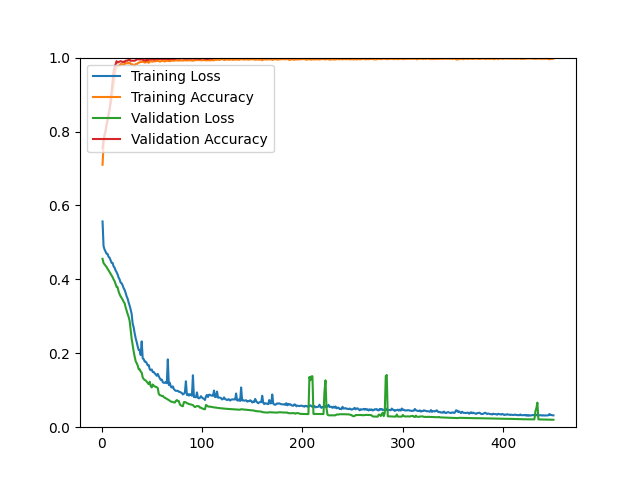 1.0
0.8
0.6
0.4
0.2
0.0
Training Loss
Training Accuracy
Validation Loss
Validation Accuracy
0 100 200 300 400